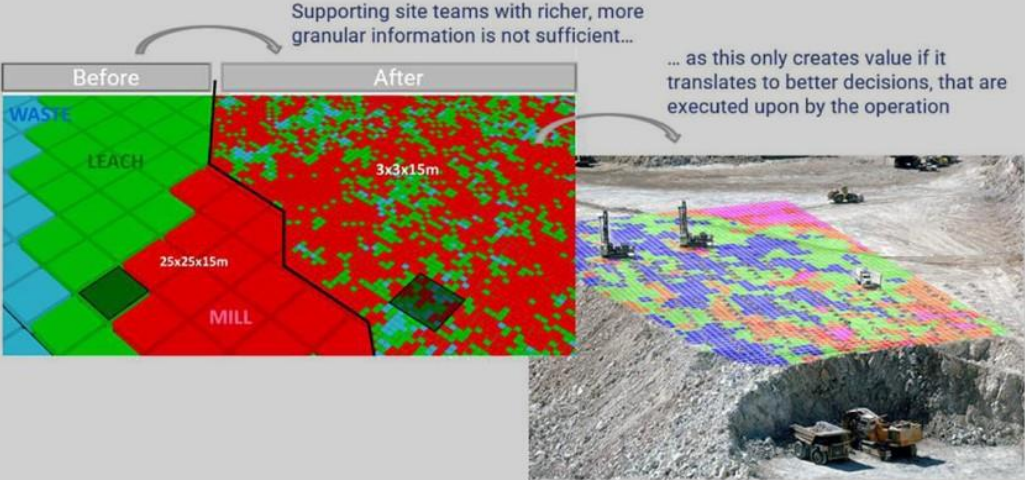 Supporting site teams with richer, more
granular information is not sufficient...
... as this only creates value if it
translates to better decisions, that are
executed upon by the operation
Before
After
WASTE
LEACH
3x3x15m
25x25x15m
MILL